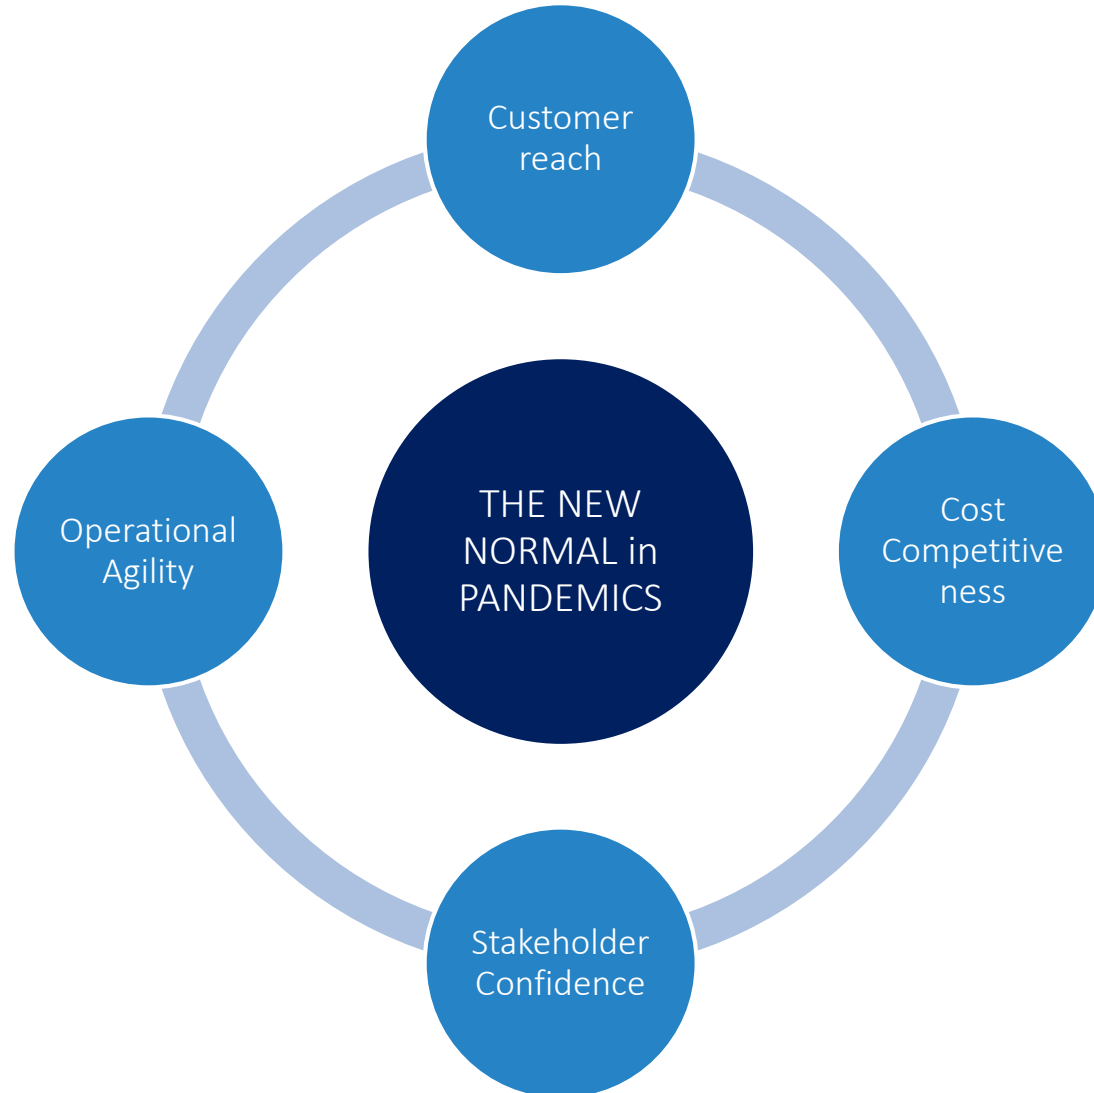 Customer
reach
Operational
Agility
THE NEW
NORMAL in
PANDEMICS
Cost
Competitive
ness
Stakeholder
Confidence